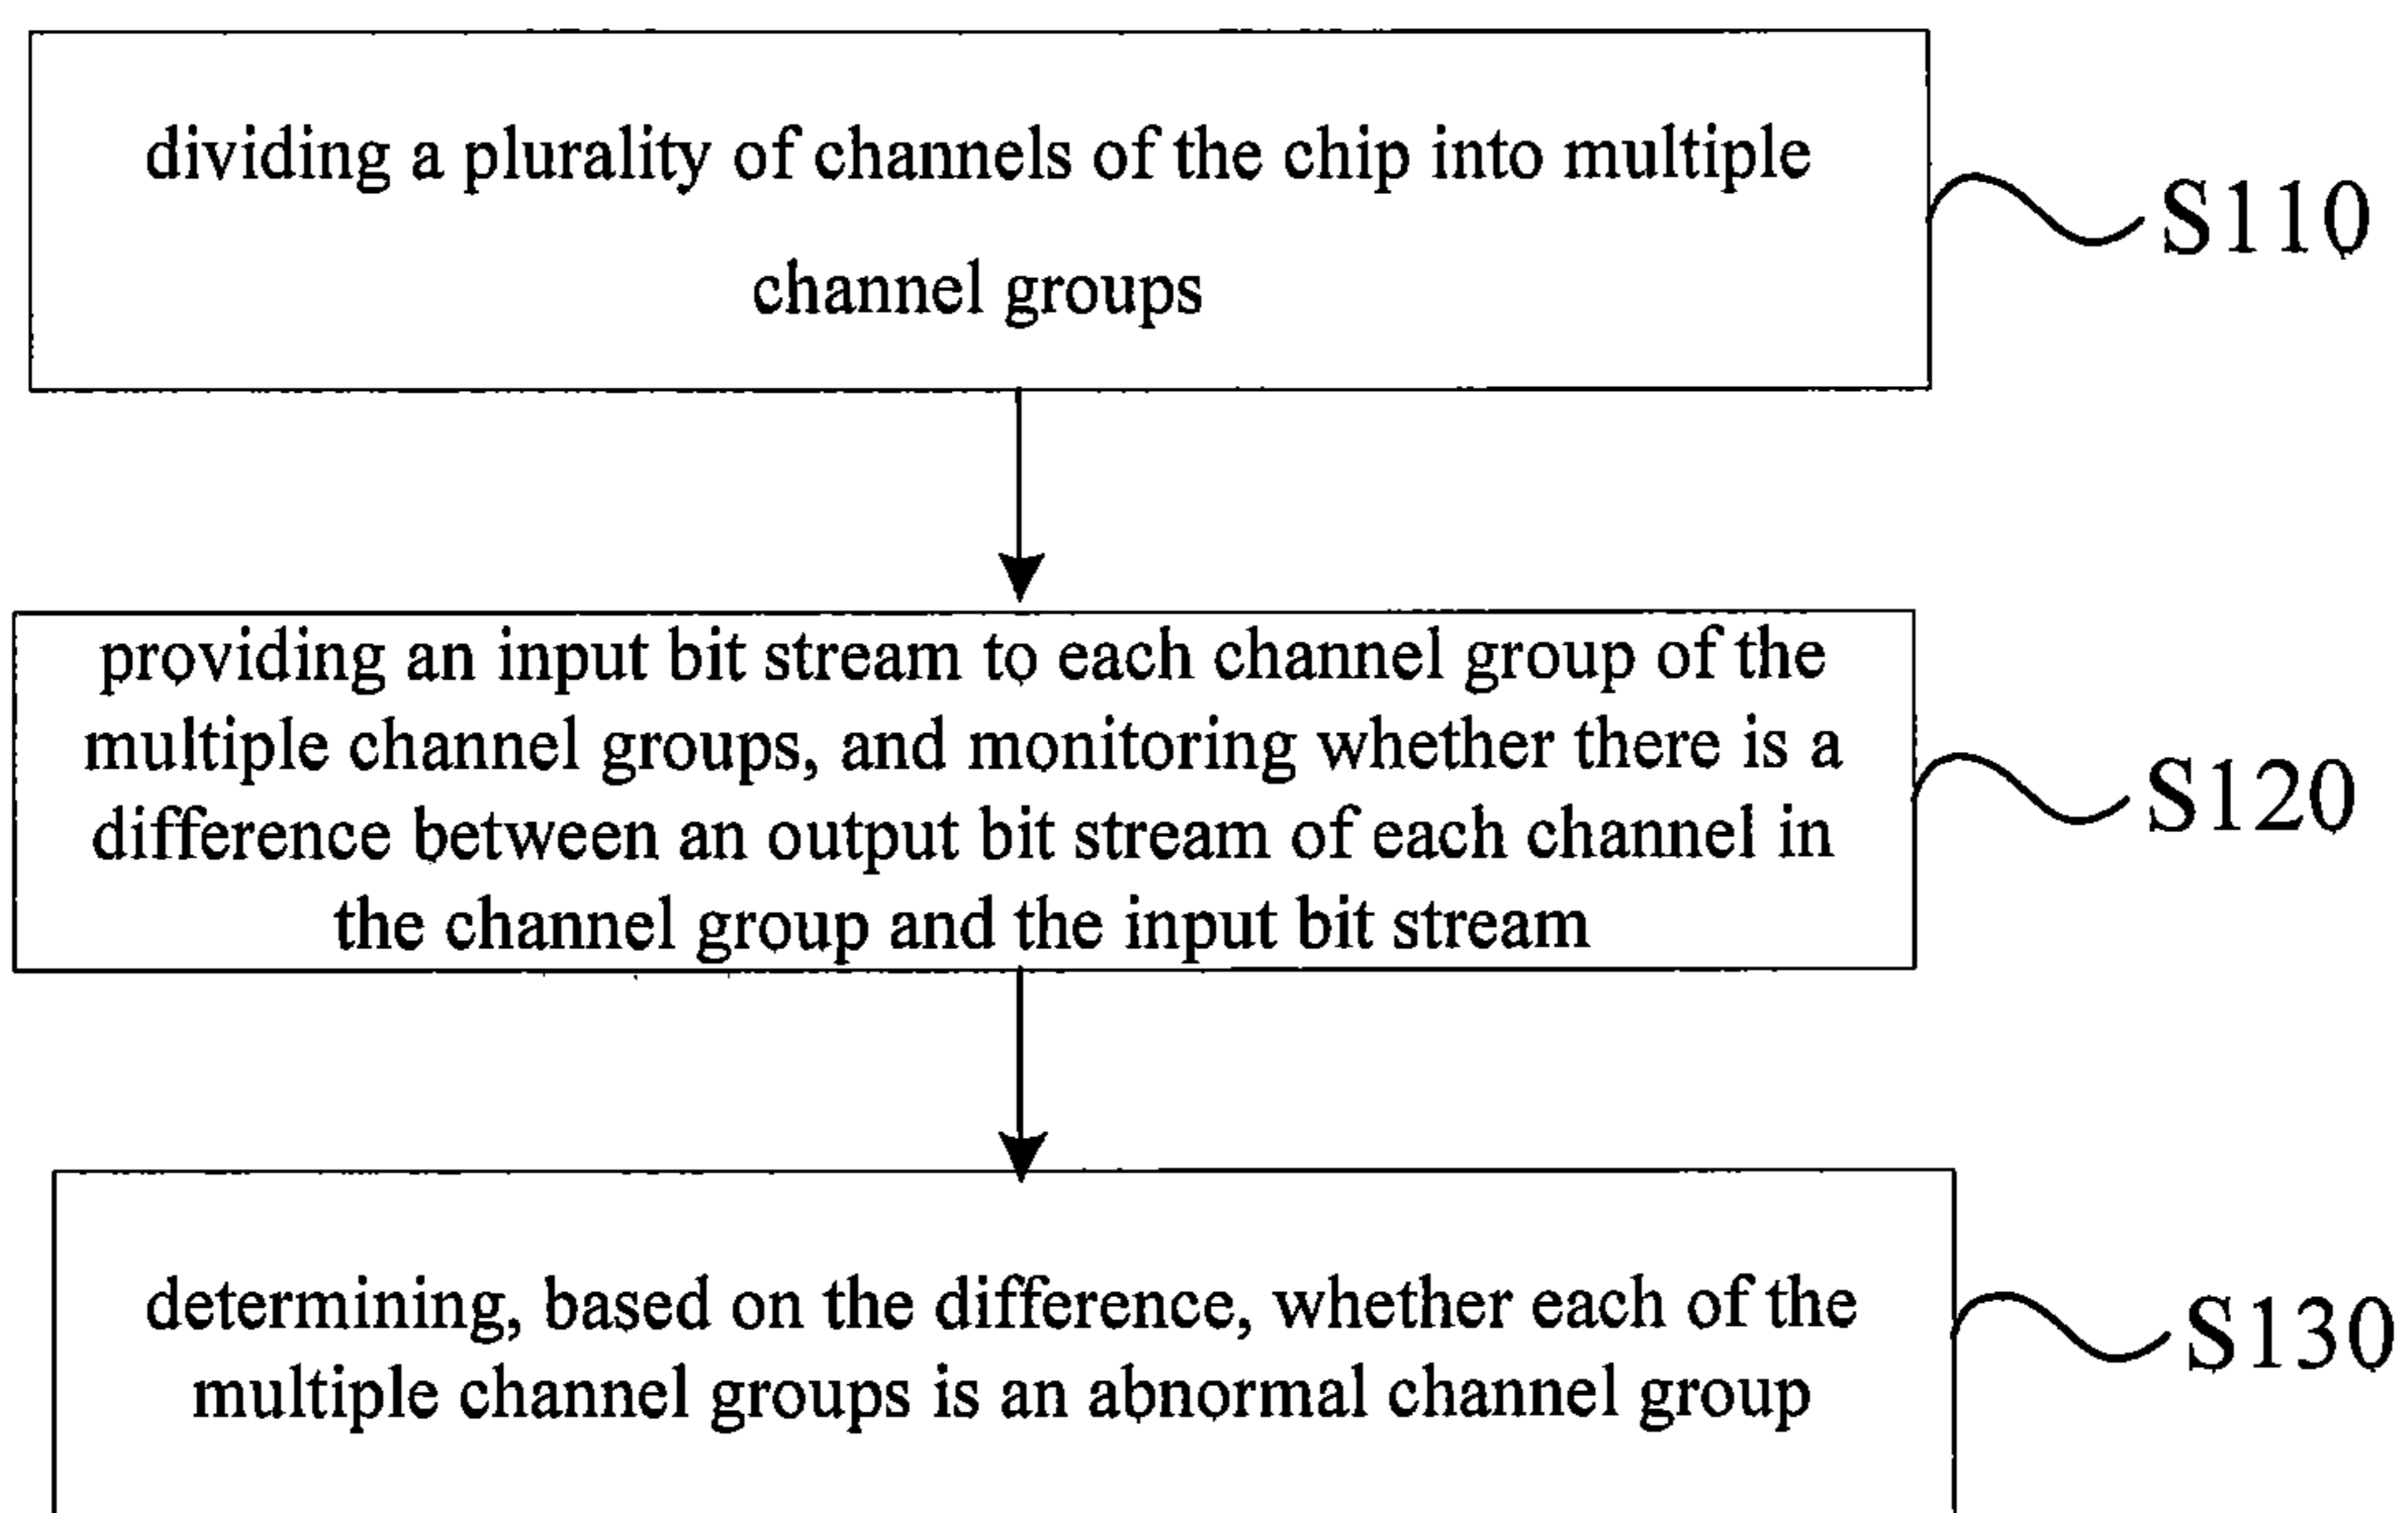 dividing a plurality of channels of the chip into multiple
channel groups
S110
providing an input bit stream to each channel group of the
multiple channel groups, and monitoring whether there is a
difference between an output bit stream of each channel in
the channel group and the input bit stream
S120
determining, based on the difference, whether each of the
multiple channel groups is an abnormal channel group
S130